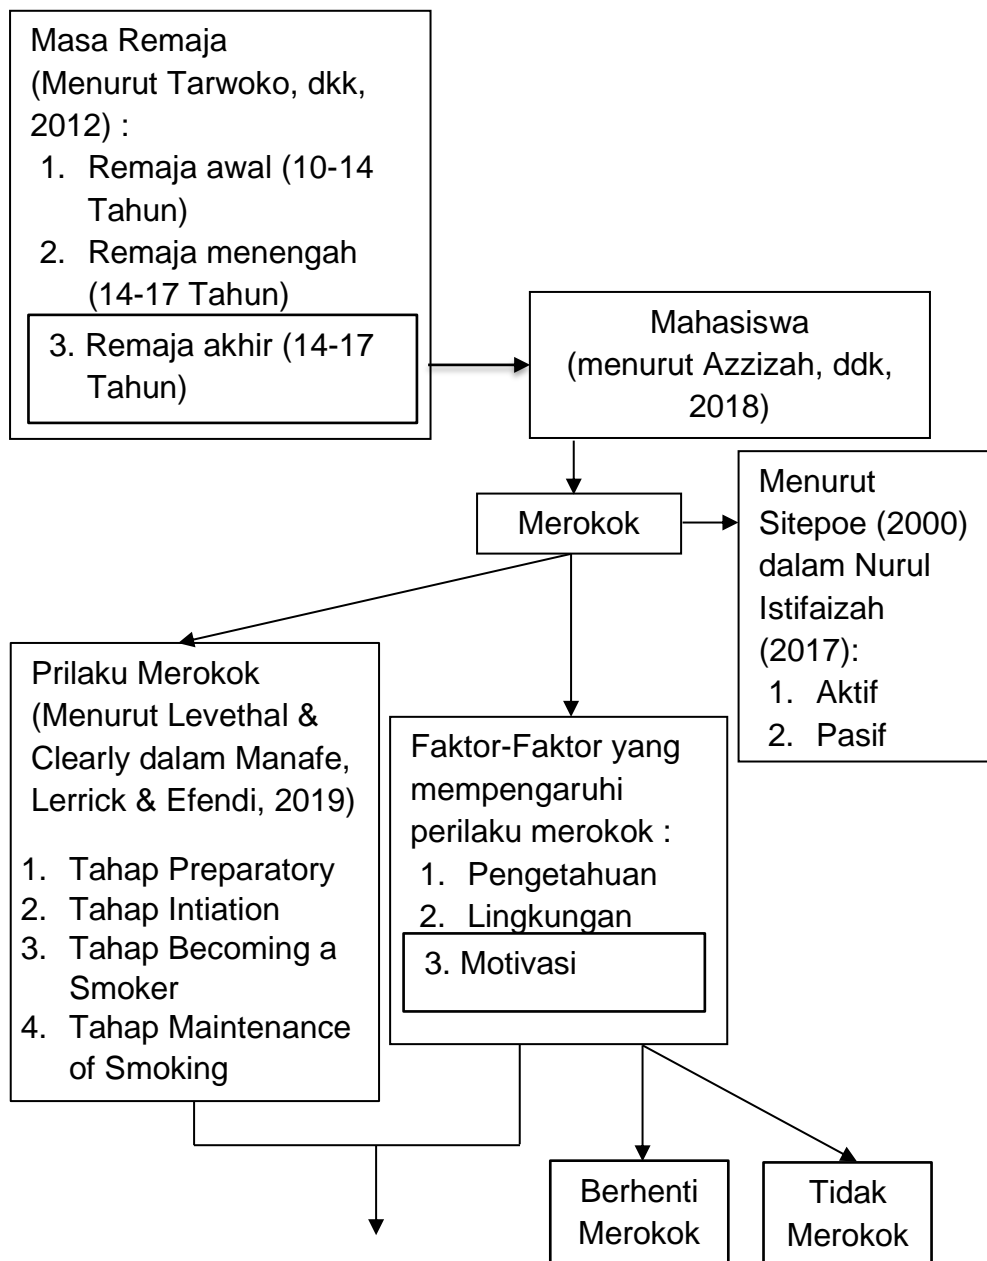 Masa Remaja
(Menurut Tarwoko, dkk,
2012) :
1. Remaja awal (10-14
Tahun)
2. Remaja menengah
(14-17 Tahun)
3. Remaja akhir (14-17
Tahun)
Mahasiswa
(menurut Azzizah, ddk,
2018)
Merokok
Menurut
Sitepoe (2000)
dalam Nurul
Istifaizah
(2017):
1. Aktif
2. Pasif
Prilaku Merokok
(Menurut Levethal &
Clearly dalam Manafe,
Lerrick & Efendi, 2019)
1. Tahap Preparatory
2. Tahap Intiation
3. Tahap Becoming a
Smoker
4. Tahap Maintenance
of Smoking
Faktor-Faktor yang
mempengaruhi
perilaku merokok :
1. Pengetahuan
2. Lingkungan
3. Motivasi
Berhenti
Merokok
Tidak
Merokok